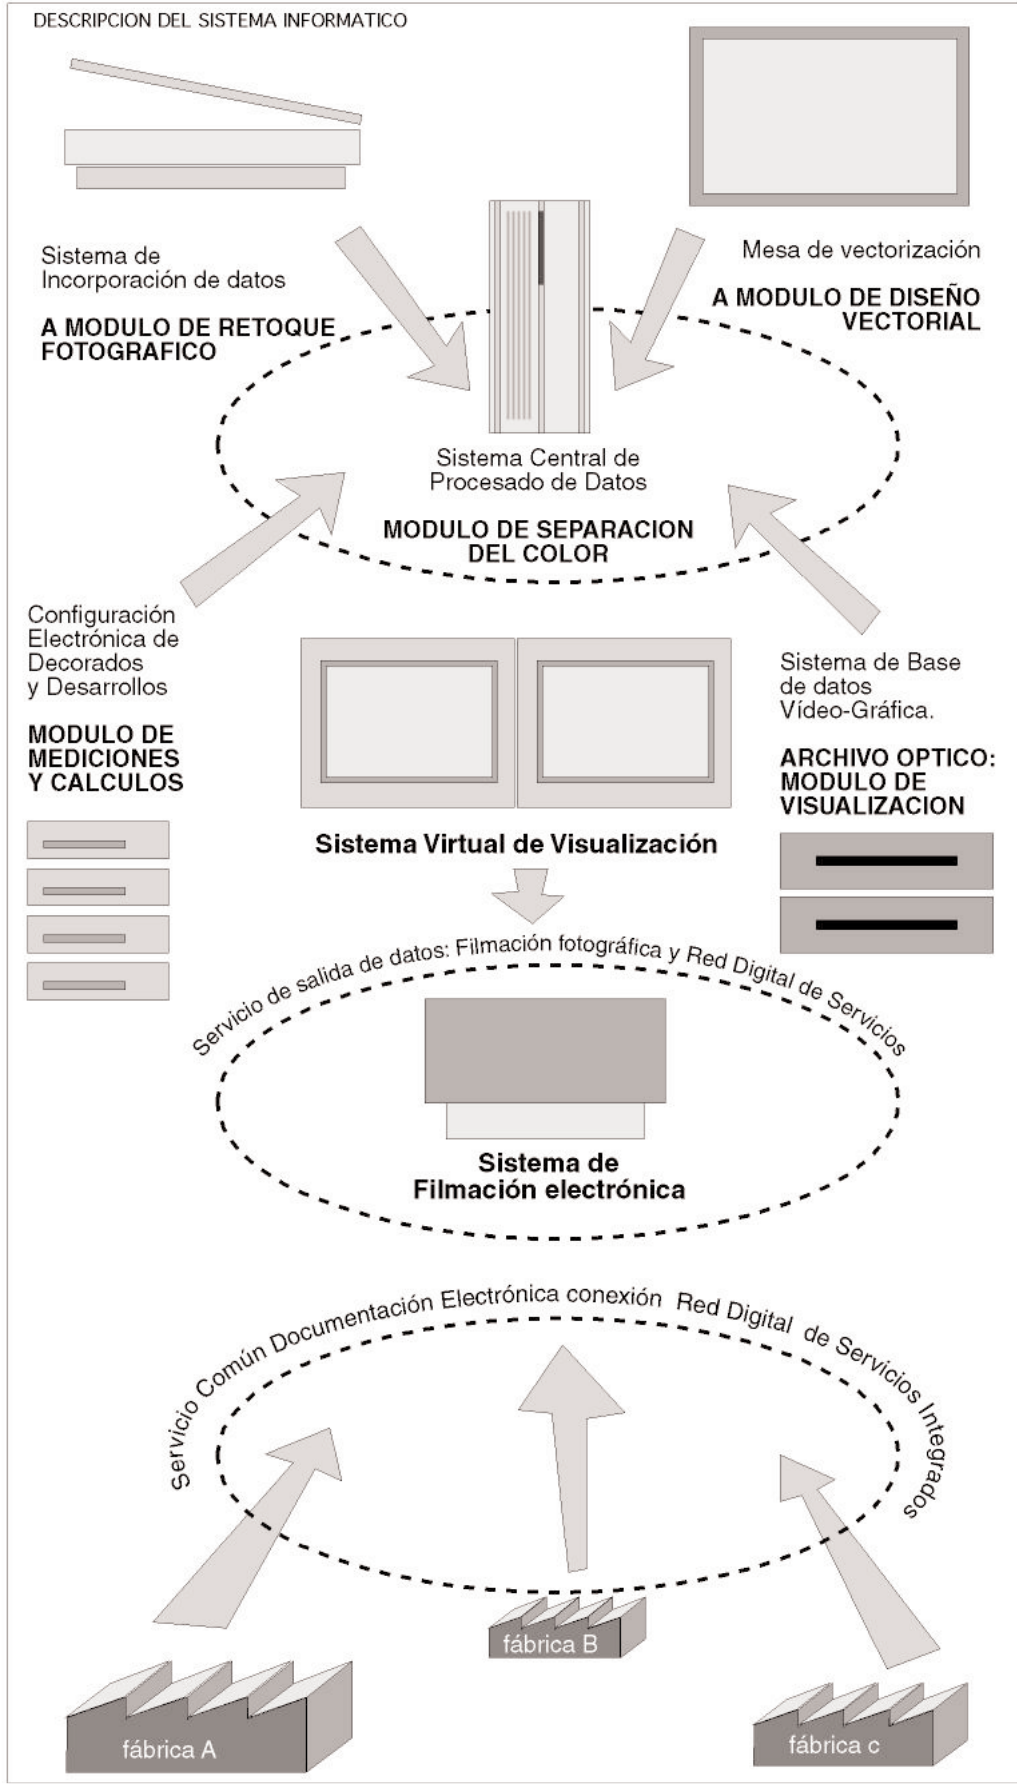 DESCRIPCION DEL SISTEMA INFORMATICO
Sistema de
Incorporación de datos
A MODULO DE RETOQUE
FOTOGRAFICO
Mesa de vectorización
A MODULO DE DISEÑO
VECTORIAL
Sistema Central de
Procesado de Datos
MODULO DE SEPARACION
DEL COLOR
Configuración
Electrónica de
Decorados
y Desarrollos
MODULO DE
MEDICIONES
Y CALCULOS
Sistema de Base
de datos
Vídeo-Gráfica.
ARCHIVO OPTICO:
MODULO DE
VISUALIZACION
Sistema Virtual de Visualización
Servicio de salida de datos: Filmación fotográfica y Red Digital de Servicios
Sistema de
Filmación electrónica
Servicio Común Documentación Electrónica conexión Red Digital de Servicios Integrados
fábrica A
fábrica B
fábrica c